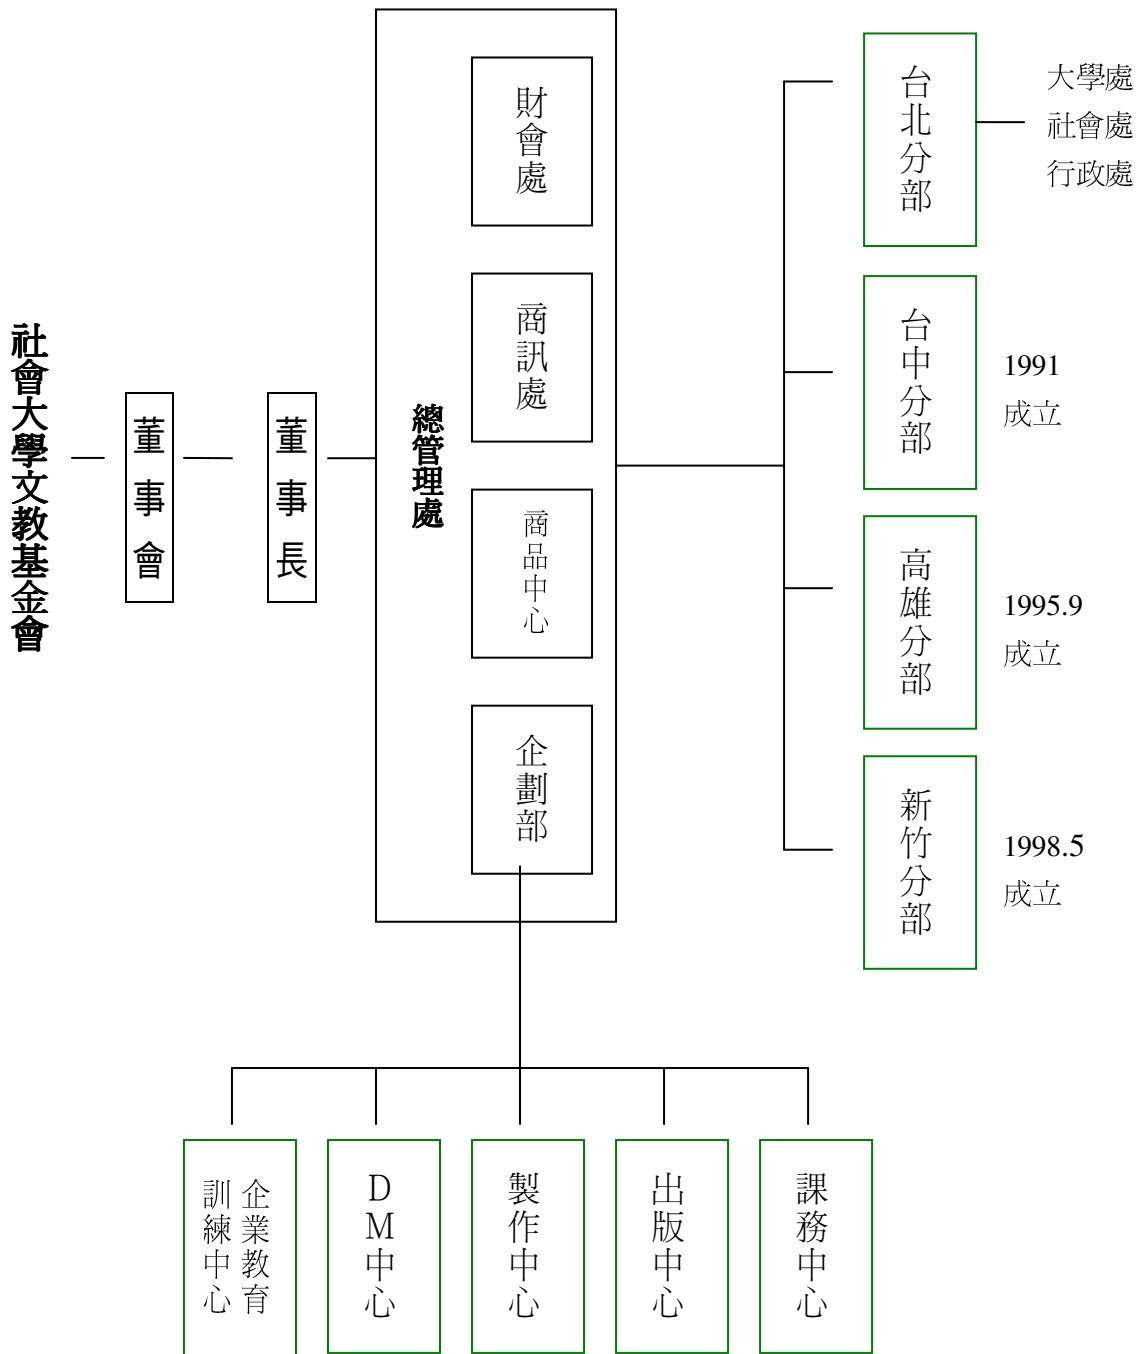 社會大學文教基金會
董事會
董事長
總管理處
財會處
商訊處
商品中心
企劃部
台北分部
大學處
社會處
行政處
台中分部
1991
成立
高雄分部
1995.9
成立
新竹分部
1998.5
成立
企業教育
訓練中心
DM中心
製作中心
出版中心
課務中心